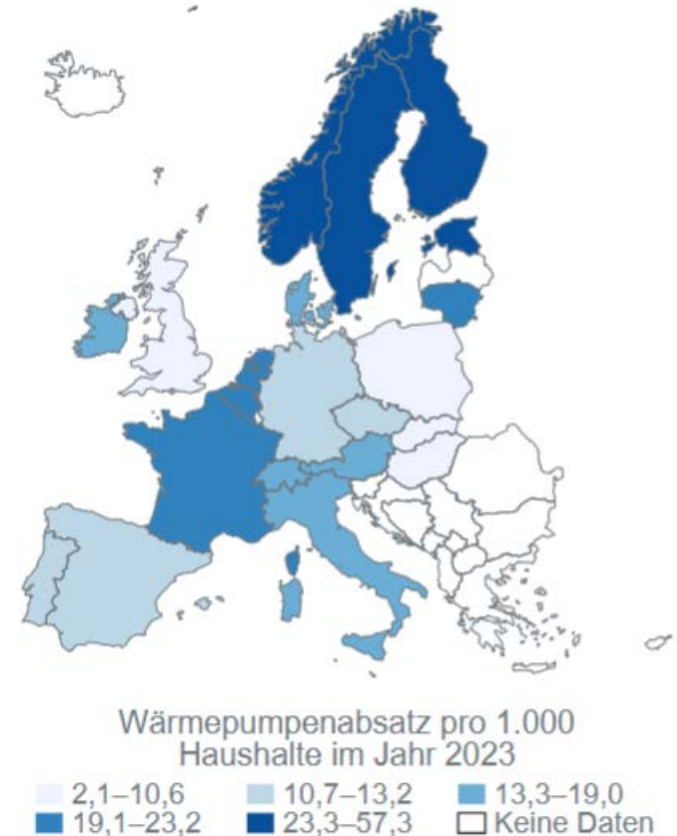 Wärmepumpenabsatz pro 1.000
Haushalte im Jahr 2023
2,1–10,6 10,7–13,2 13,3–19,0
19,1–23,2 23,3–57,3 Keine Daten